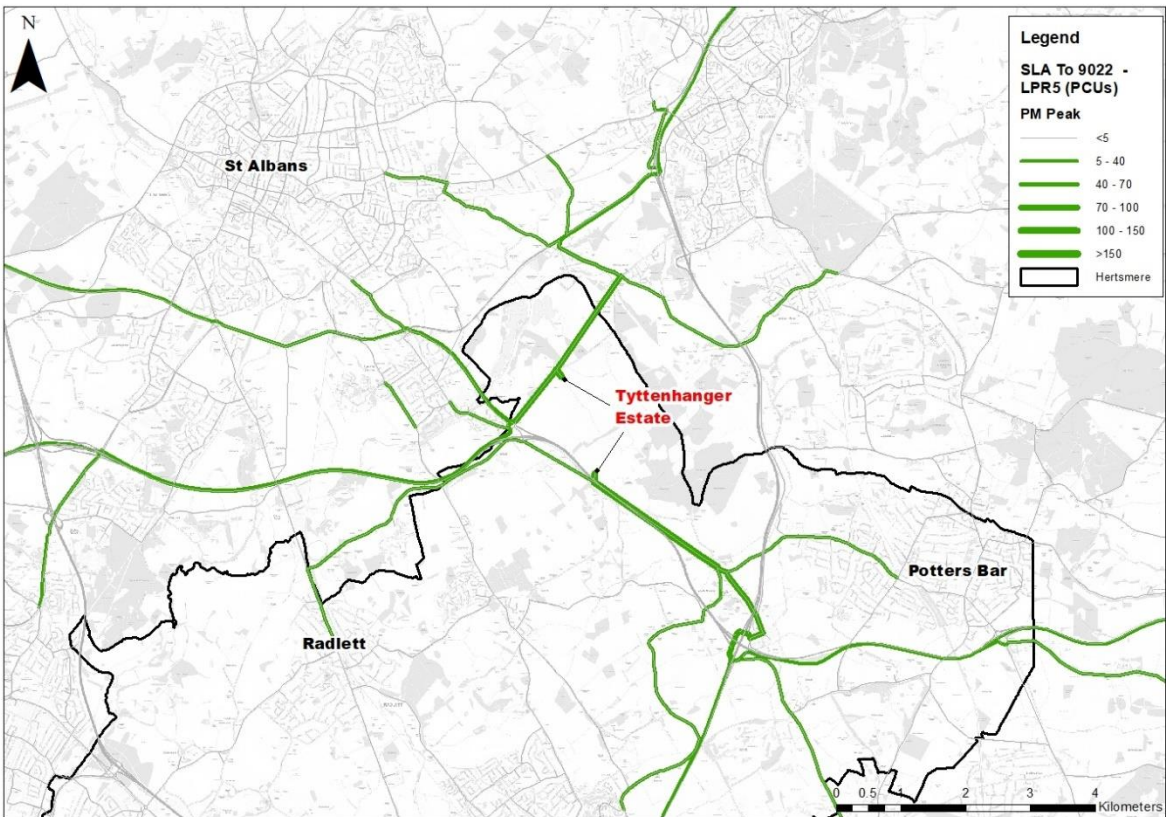 N
St Albans
Tyttenhanger
Estate
Potters Bar
Radlett
Legend
SLA To 9022 -
LPR5 (PCUs)
PM Peak
<5
5 - 40
40 - 70
70 - 100
100 - 150
>150
Hertsmere
0 0.5 1 2 3 4
Kilometers